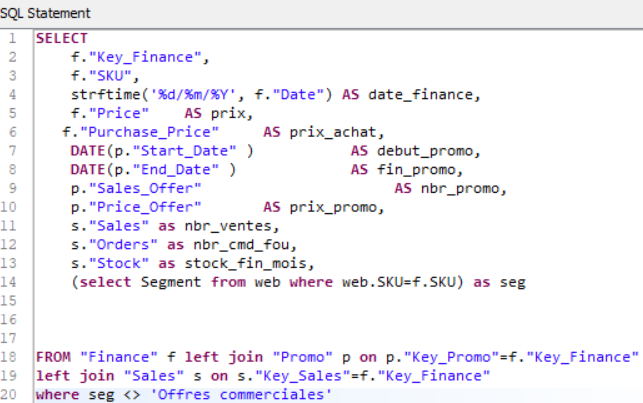 SQL Statement
1 SELECT
2 f."Key_Finance",
3 f."SKU",
4 strftime('%d/%m/%Y', f."Date") AS date_finance,
5 f."Price" AS prix,
6 f."Purchase_Price" AS prix_achat,
7 DATE(p."Start_Date" ) AS debut_promo,
8 DATE(p."End_Date" ) AS fin_promo,
9 p."Sales_Offer" AS nbr_promo,
10 p."Price_Offer" AS prix_promo,
11 s."Sales" as nbr_ventes,
12 s."Orders" as nbr_cmd_fou,
13 s."Stock" as stock_fin_mois,
14 (select Segment from web where web.SKU=f.SKU) as seg
15
16
17
18 FROM "Finance" f left join "Promo" p on p."Key_Promo"=f."Key_Finance"
19 left join "Sales" s on s."Key_Sales"=f."Key_Finance"
20 where seg <> 'Offres commerciales'